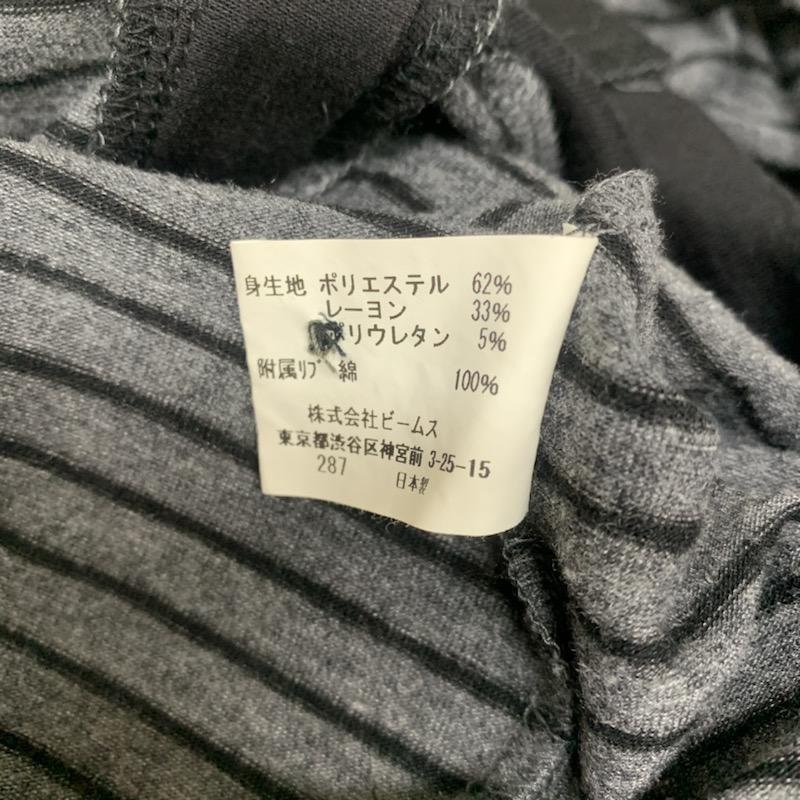 身生地 ポリエステル 62%
レーヨン 33%
ポリウレタン 5%
附属リブ 綿 100%
株式会社ビームス
東京都渋谷区神宮前 3-25-15
287 日本製